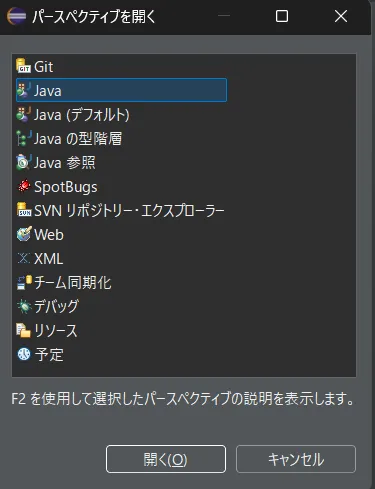 パースペクティブを開く
Git
Java
Java (デフォルト)
Java の型階層
Java 参照
SpotBugs
SVN リポジトリー・エクスプローラー
Web
XML
チーム同期化
デバッグ
リソース
予定
F2 を使用して選択したパースペクティブの説明を表示します。
開く(O)
キャンセル